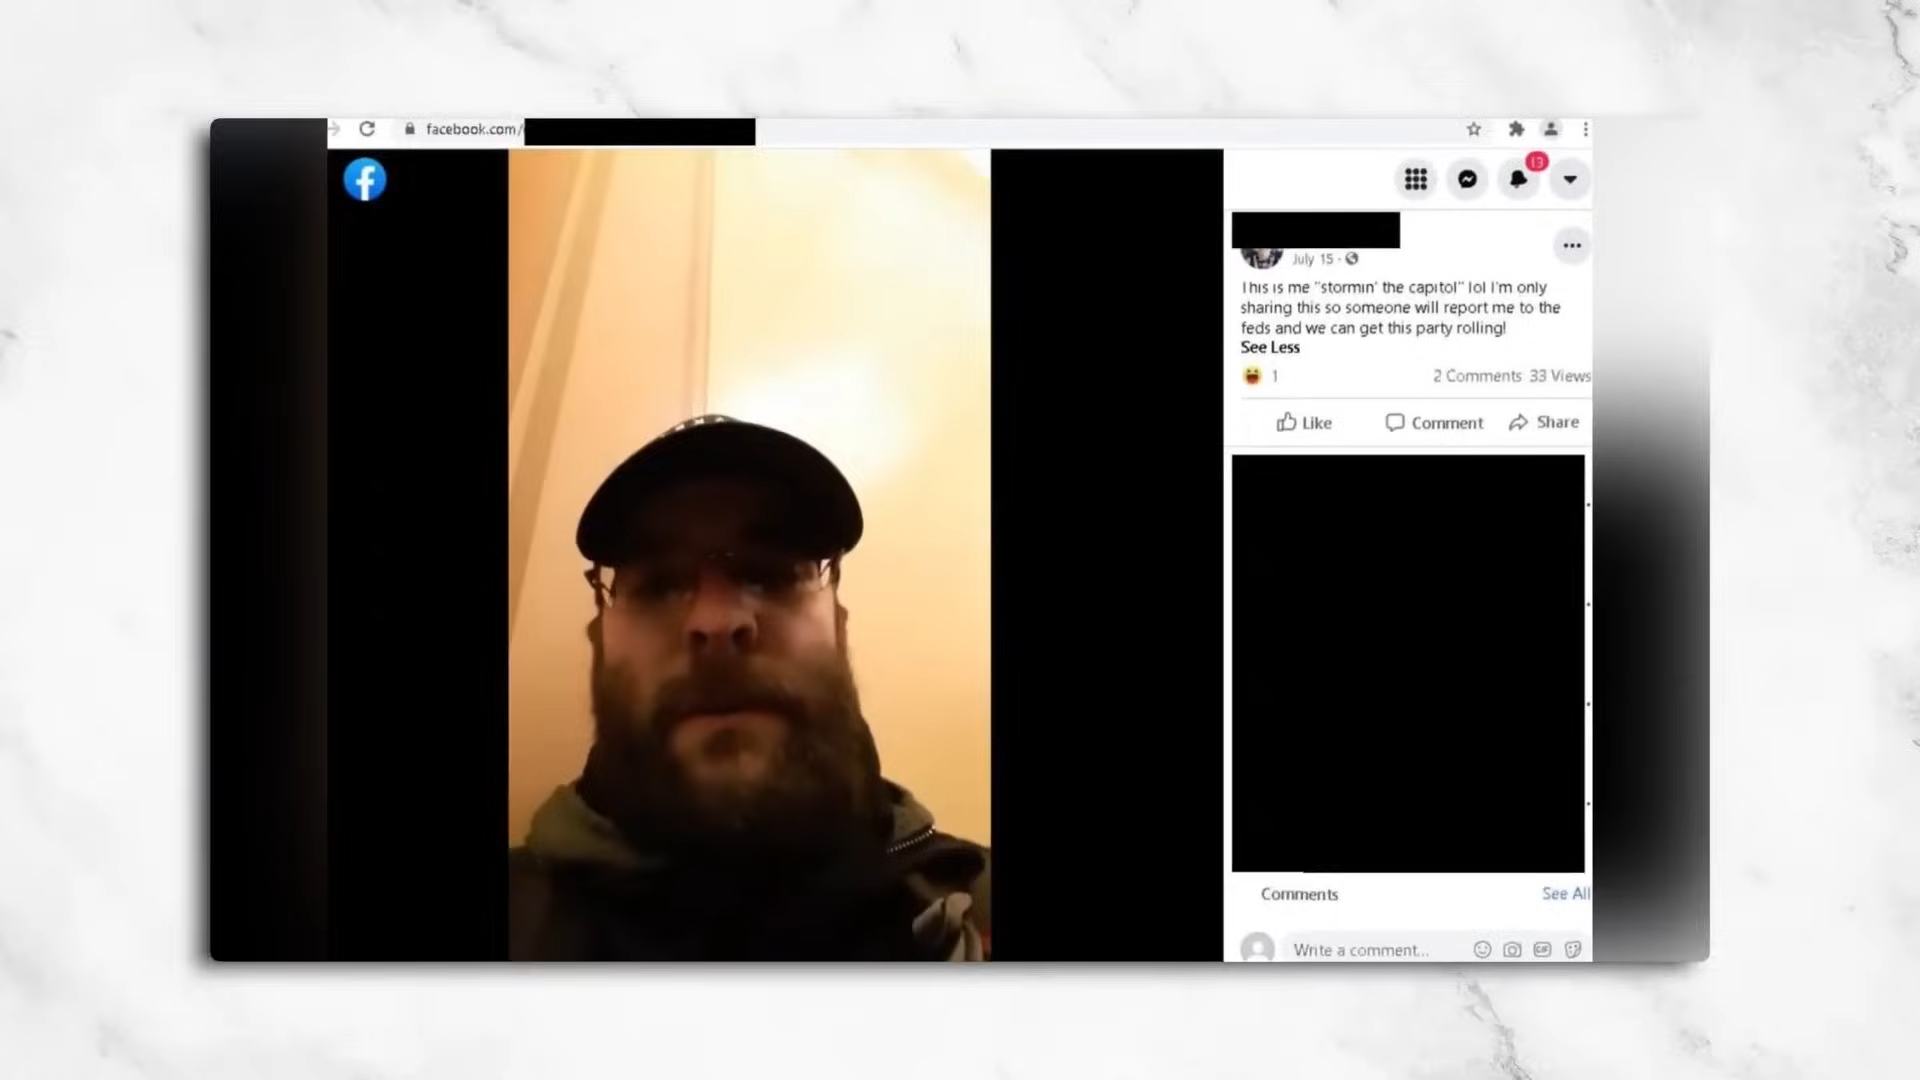 facebook.com/
13
July 15 ·
This is me "stormin' the capitol" lol I'm only
sharing this so someone will report me to the
feds and we can get this party rolling!
See Less
1
2 Comments 33 Views
Like Comment Share
Comments See All
Write a comment...
GIF